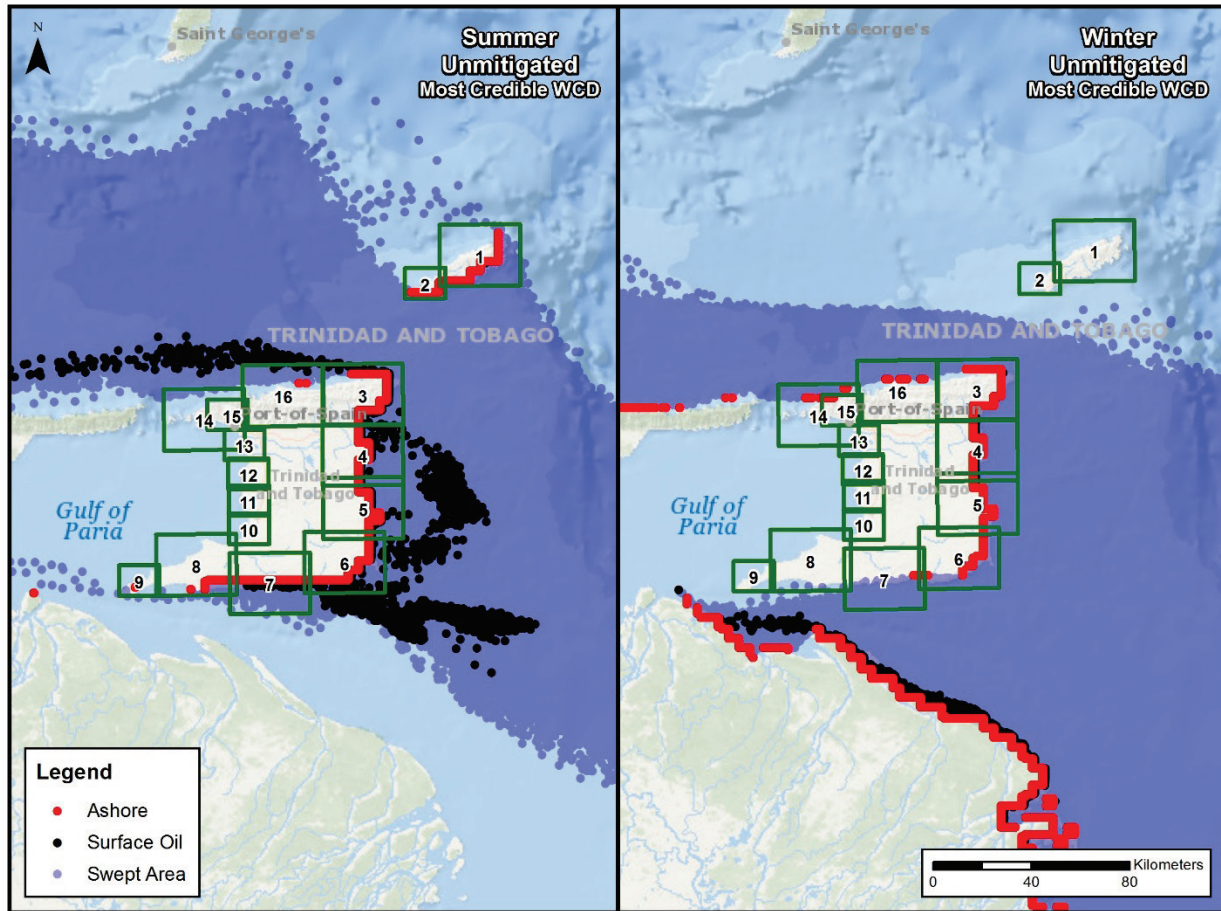 N
Saint George's
Summer
Unmitigated
Most Credible WCD
1
2
TRINIDAD AND TOBAGO
16
3
14
15
Port-of-Spain
13
4
12
Trinidad
and Tobago
11
5
Gulf of
Paria
10
6
8
7
9
Legend
Ashore
Surface Oil
Swept Area
Saint George's
Winter
Unmitigated
Most Credible WCD
1
2
TRINIDAD AND TOBAGO
16
3
14
15
Port-of-Spain
13
4
12
Trinidad
and Tobago
11
5
Gulf of
Paria
10
6
8
7
9
Kilometers
0 40 80